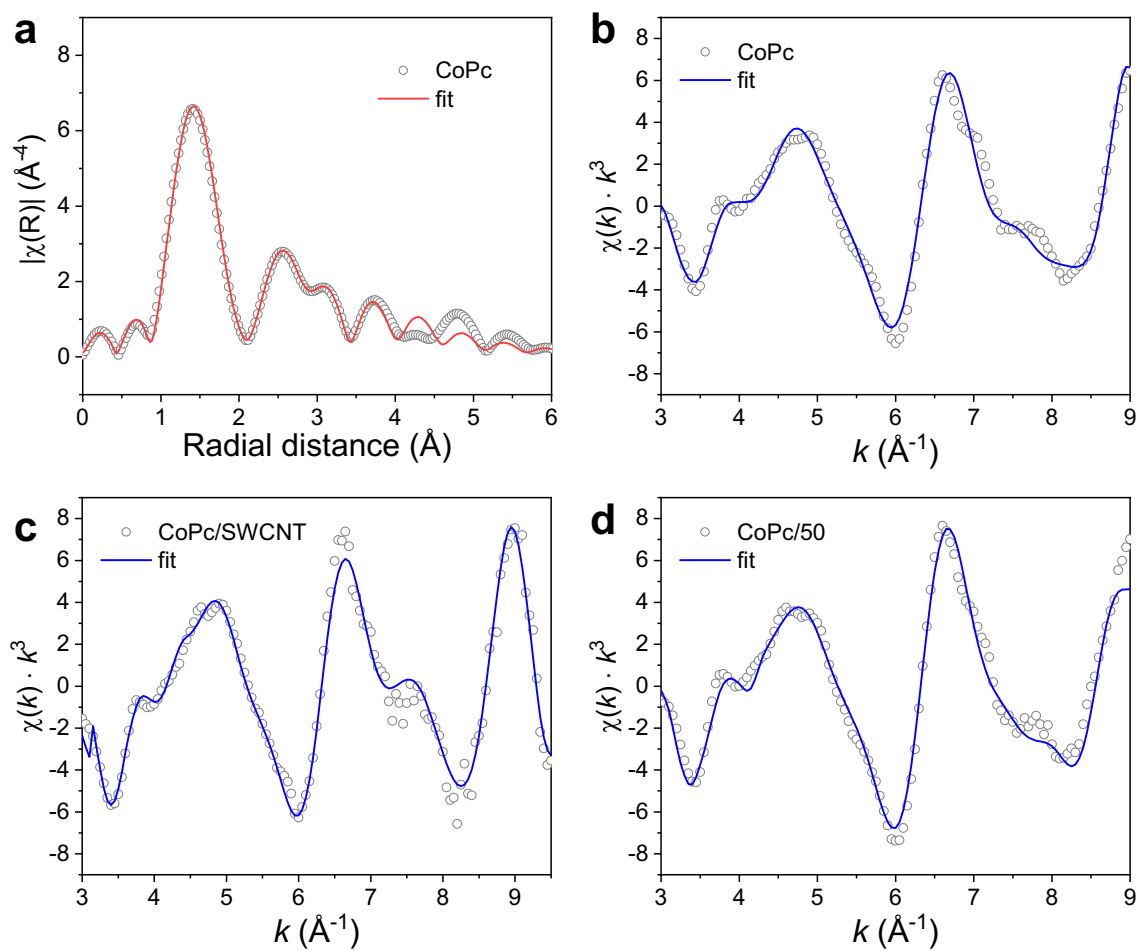 a
CoPc
fit
8
6
4
2
0
|χ(R)| (Å⁻⁴)
0 1 2 3 4 5 6
Radial distance (Å)
b
CoPc
fit
8
6
4
2
0
-2
-4
-6
-8
χ(k) · k³
3 4 5 6 7 8 9
k (Å⁻¹)
c
CoPc/SWCNT
fit
8
6
4
2
0
-2
-4
-6
-8
χ(k) · k³
3 4 5 6 7 8 9
k (Å⁻¹)
d
CoPc/50
fit
8
6
4
2
0
-2
-4
-6
-8
χ(k) · k³
3 4 5 6 7 8 9
k (Å⁻¹)